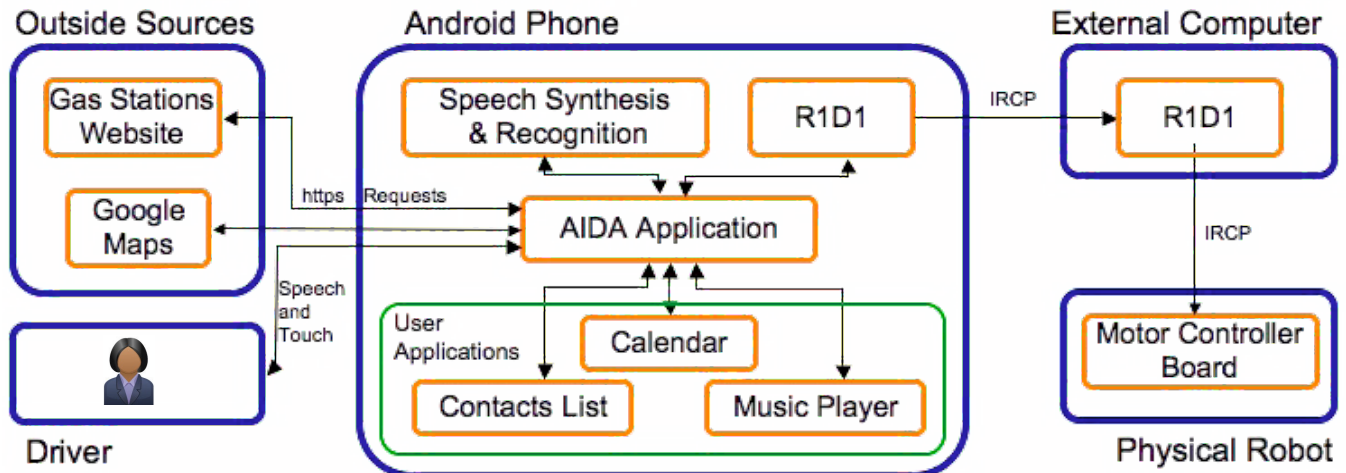 Outside Sources
Gas Stations
Website
Google
Maps
https Requests
Speech
and
Touch
Driver
Android Phone
Speech Synthesis
& Recognition
R1D1
AIDA Application
User
Applications
Calendar
Contacts List
Music Player
IRCP
External Computer
R1D1
IRCP
Motor Controller
Board
Physical Robot